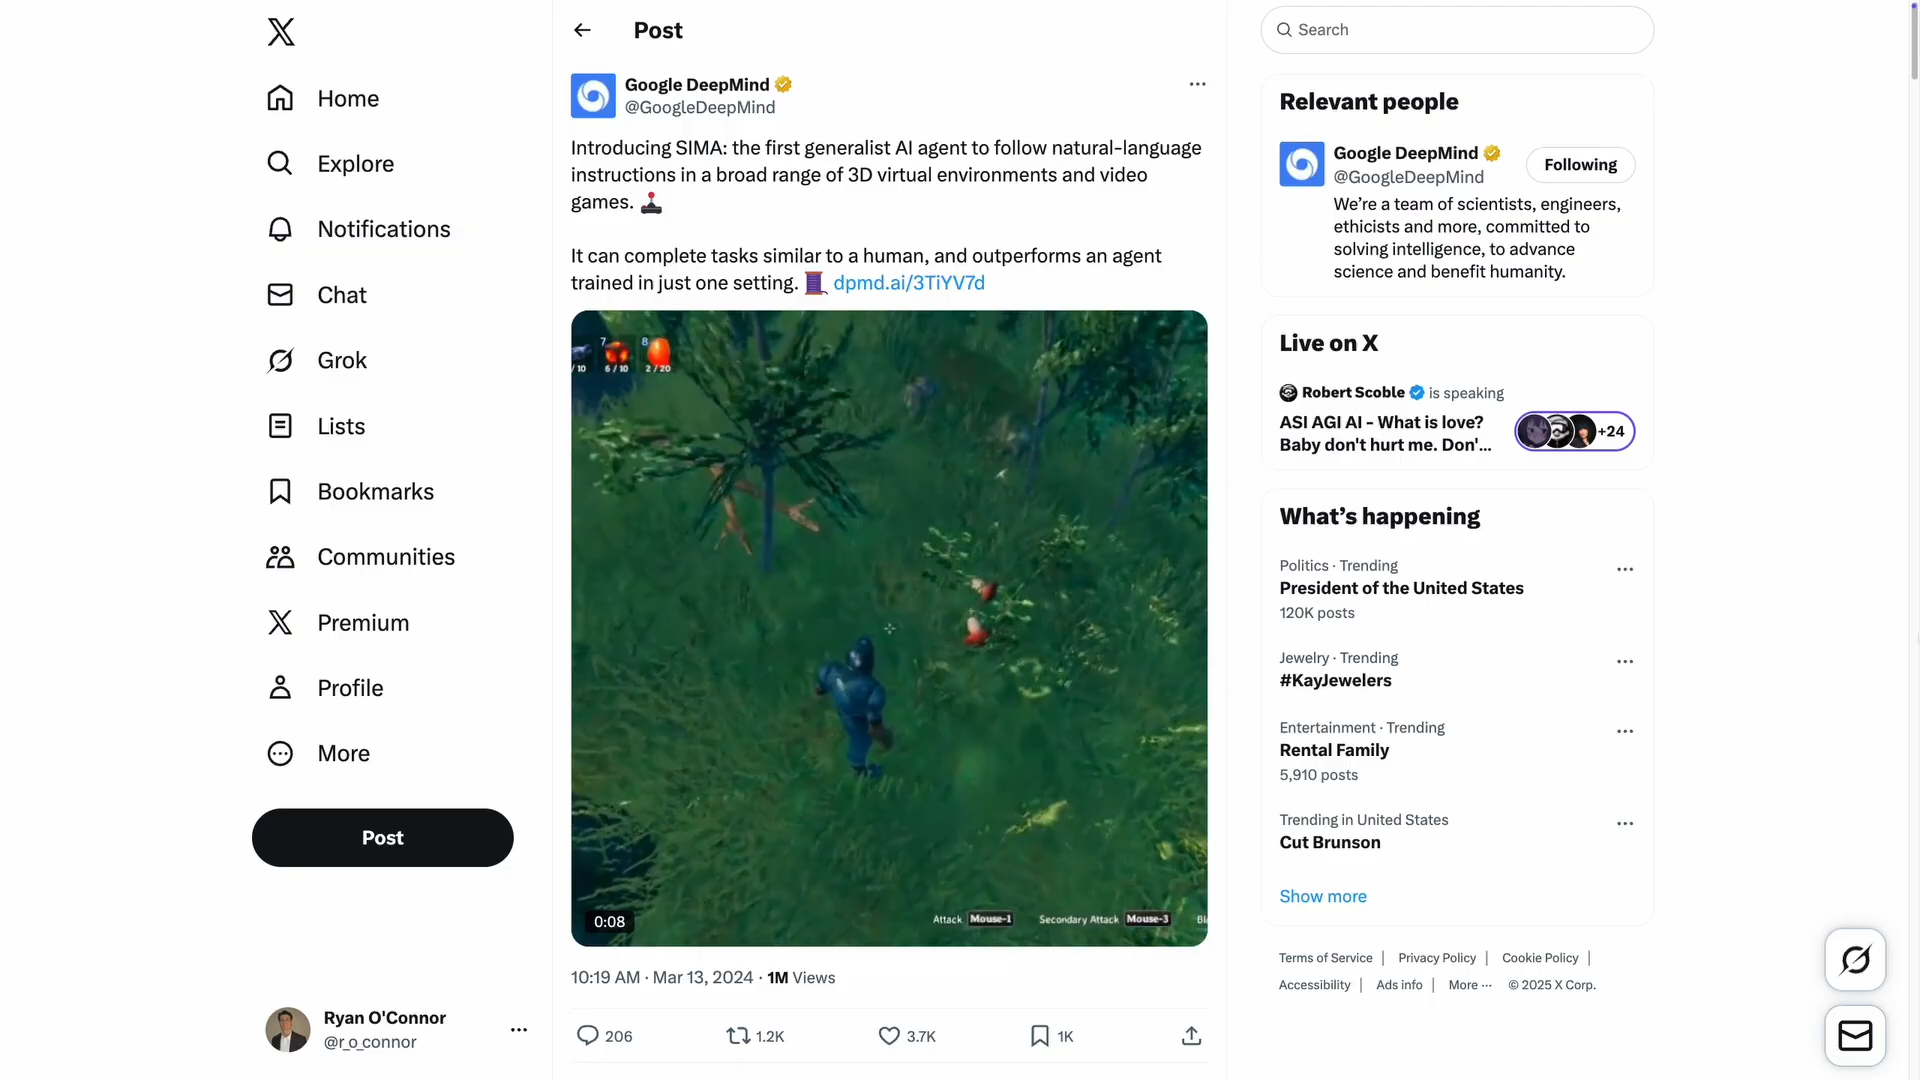 Home
Explore
Notifications
Chat
Grok
Lists
Bookmarks
Communities
Premium
Profile
More
Post
Ryan O'Connor
@r_o_connor
Post
Google DeepMind
@GoogleDeepMind
Introducing SIMA: the first generalist AI agent to follow natural-language
instructions in a broad range of 3D virtual environments and video
games.
It can complete tasks similar to a human, and outperforms an agent
trained in just one setting. dpmd.ai/3TiYV7d
7 8
/10 6/10 2/20
0:08
Attack Mouse-1 Secondary Attack Mouse-3 Bl
10:19 AM · Mar 13, 2024 · 1M Views
206 1.2K 3.7K 1K
Search
Relevant people
Google DeepMind
@GoogleDeepMind
Following
We’re a team of scientists, engineers,
ethicists and more, committed to
solving intelligence, to advance
science and benefit humanity.
Live on X
Robert Scoble is speaking
ASI AGI AI - What is love?
Baby don't hurt me. Don'...
+24
What’s happening
Politics · Trending
President of the United States
120K posts
Jewelry · Trending
#KayJewelers
Entertainment · Trending
Rental Family
5,910 posts
Trending in United States
Cut Brunson
Show more
Terms of Service | Privacy Policy | Cookie Policy |
Accessibility | Ads info | More ··· © 2025 X Corp.